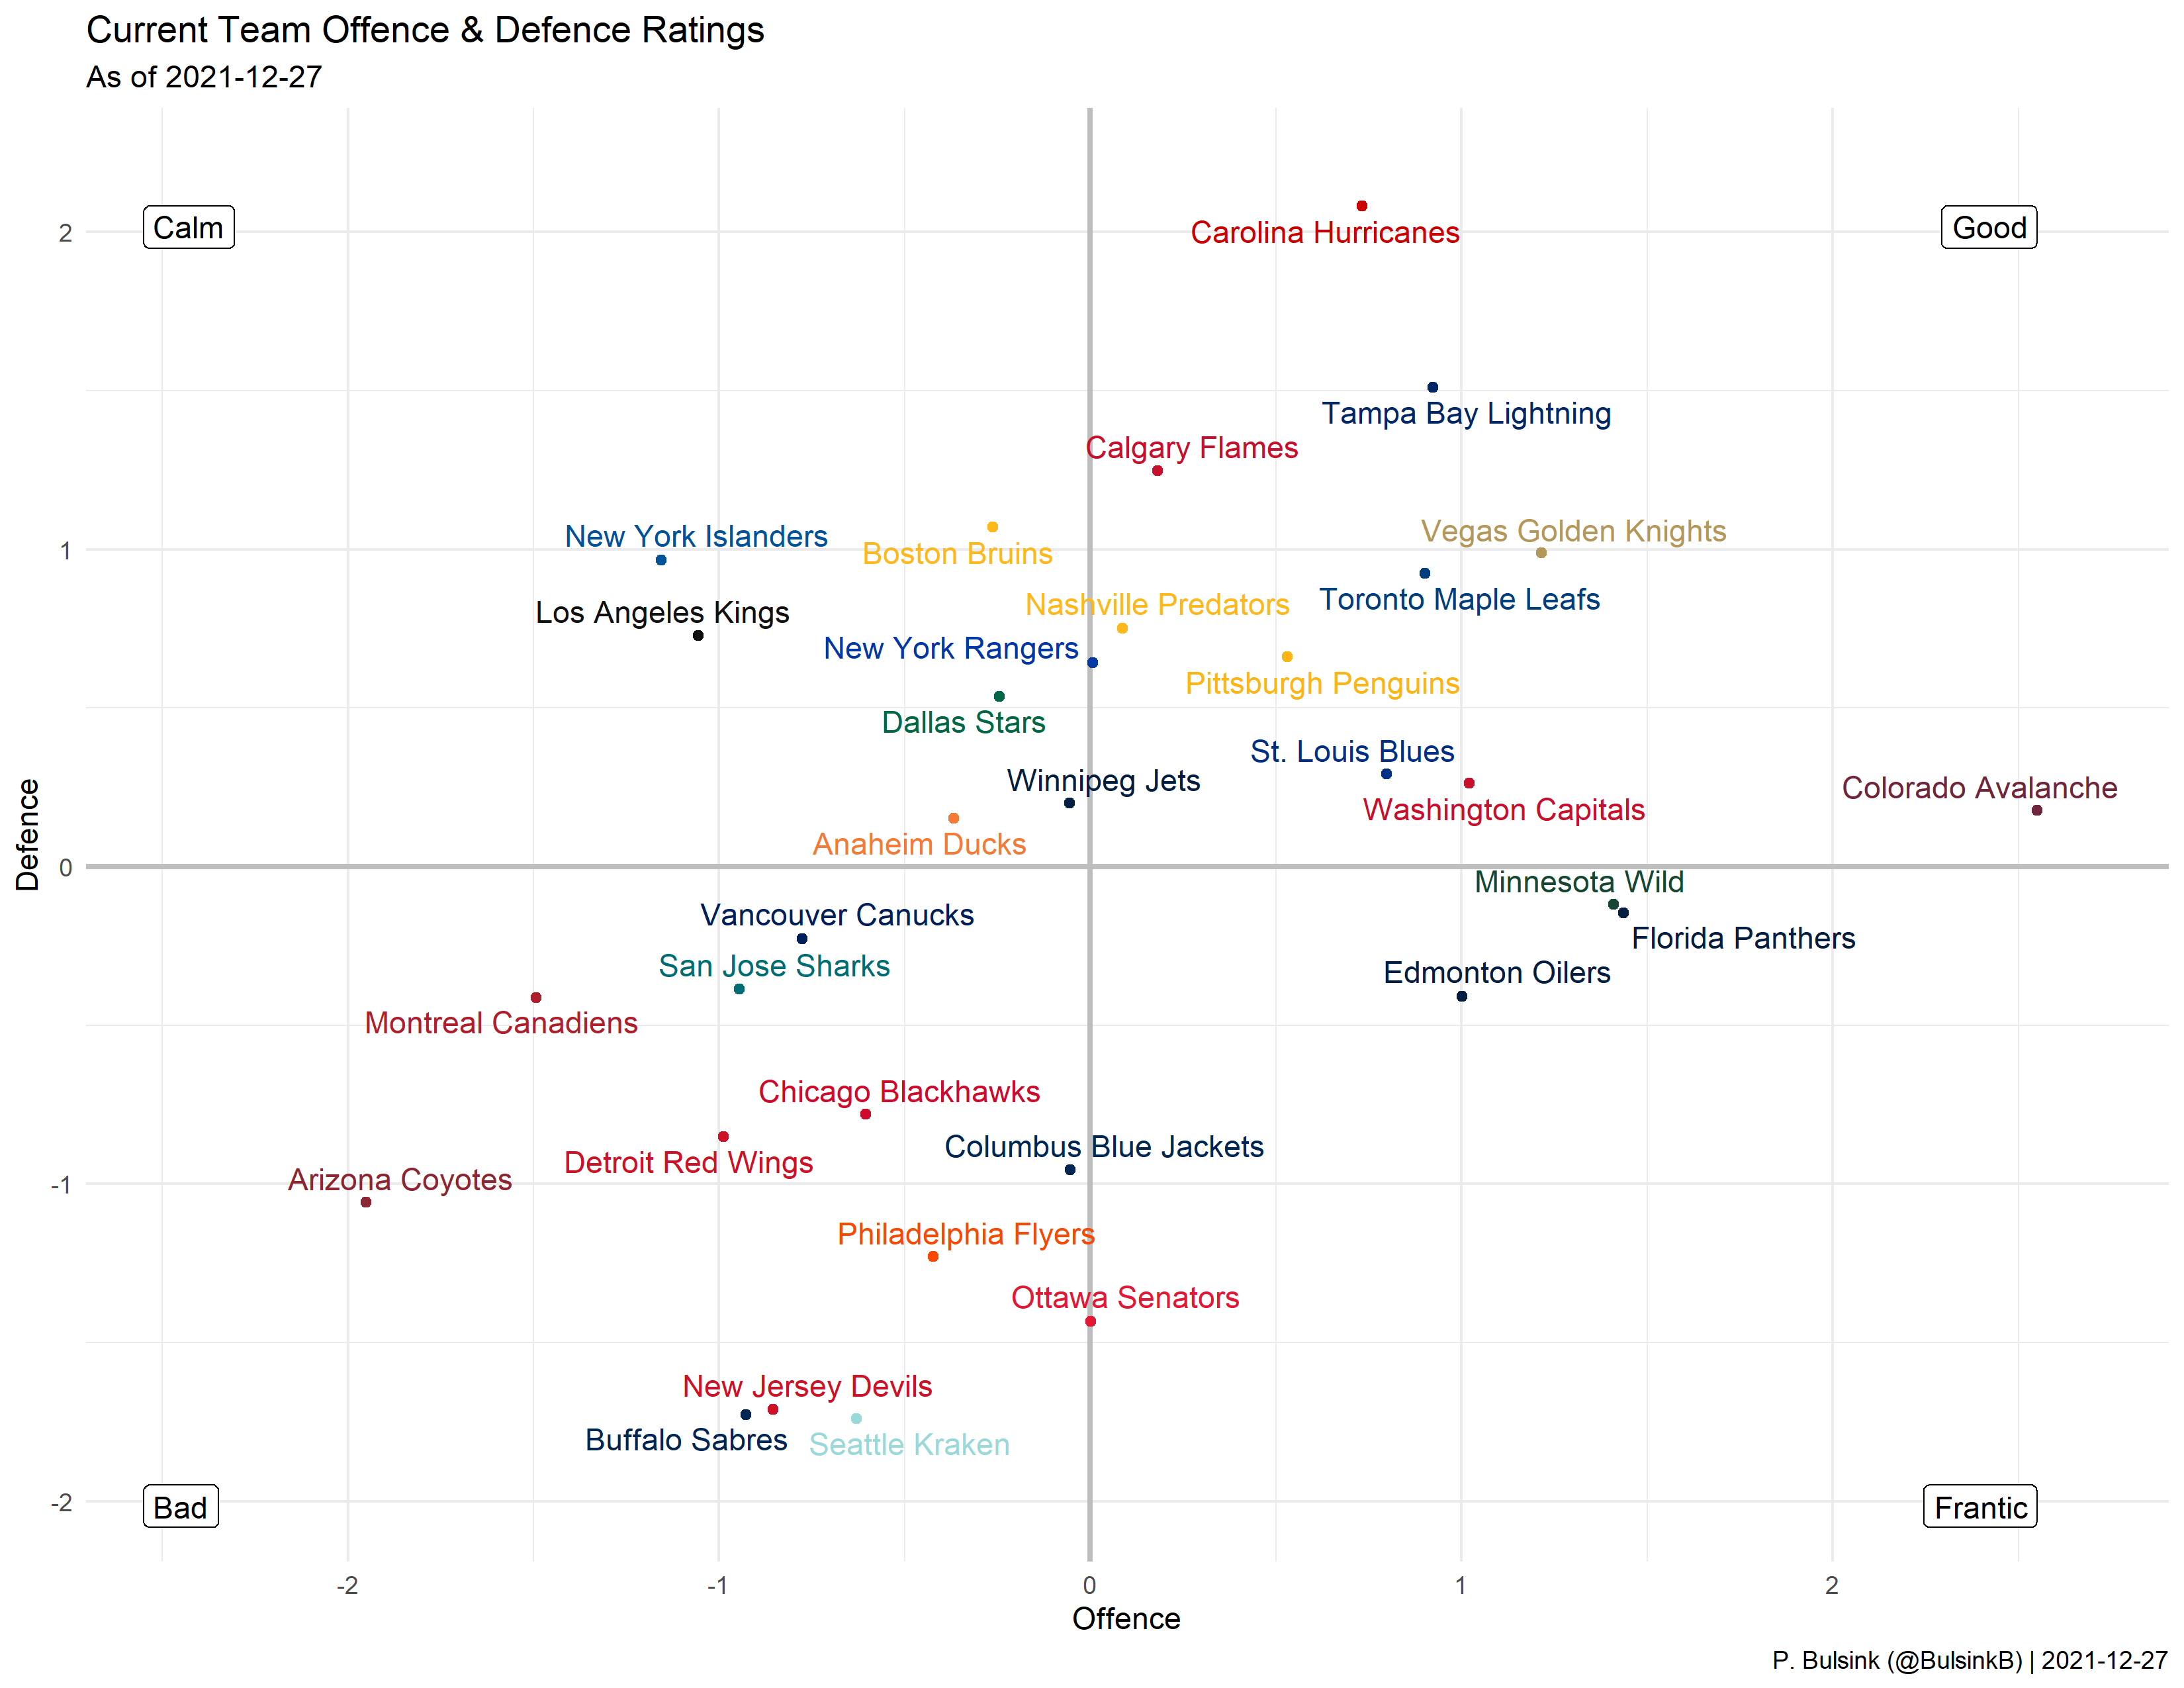 Current Team Offence & Defence Ratings
As of 2021-12-27
Calm
Good
Carolina Hurricanes
Tampa Bay Lightning
Calgary Flames
Vegas Golden Knights
New York Islanders
Boston Bruins
Toronto Maple Leafs
Nashville Predators
Los Angeles Kings
New York Rangers
Pittsburgh Penguins
Dallas Stars
St. Louis Blues
Winnipeg Jets
Colorado Avalanche
Washington Capitals
Anaheim Ducks
Minnesota Wild
Vancouver Canucks
Florida Panthers
San Jose Sharks
Edmonton Oilers
Montreal Canadiens
Chicago Blackhawks
Columbus Blue Jackets
Detroit Red Wings
Arizona Coyotes
Philadelphia Flyers
Ottawa Senators
New Jersey Devils
Buffalo Sabres
Seattle Kraken
Bad
Frantic
2
1
0
-1
-2
Defence
-2
-1
0
1
2
Offence
P. Bulsink (@BulsinkB) | 2021-12-27